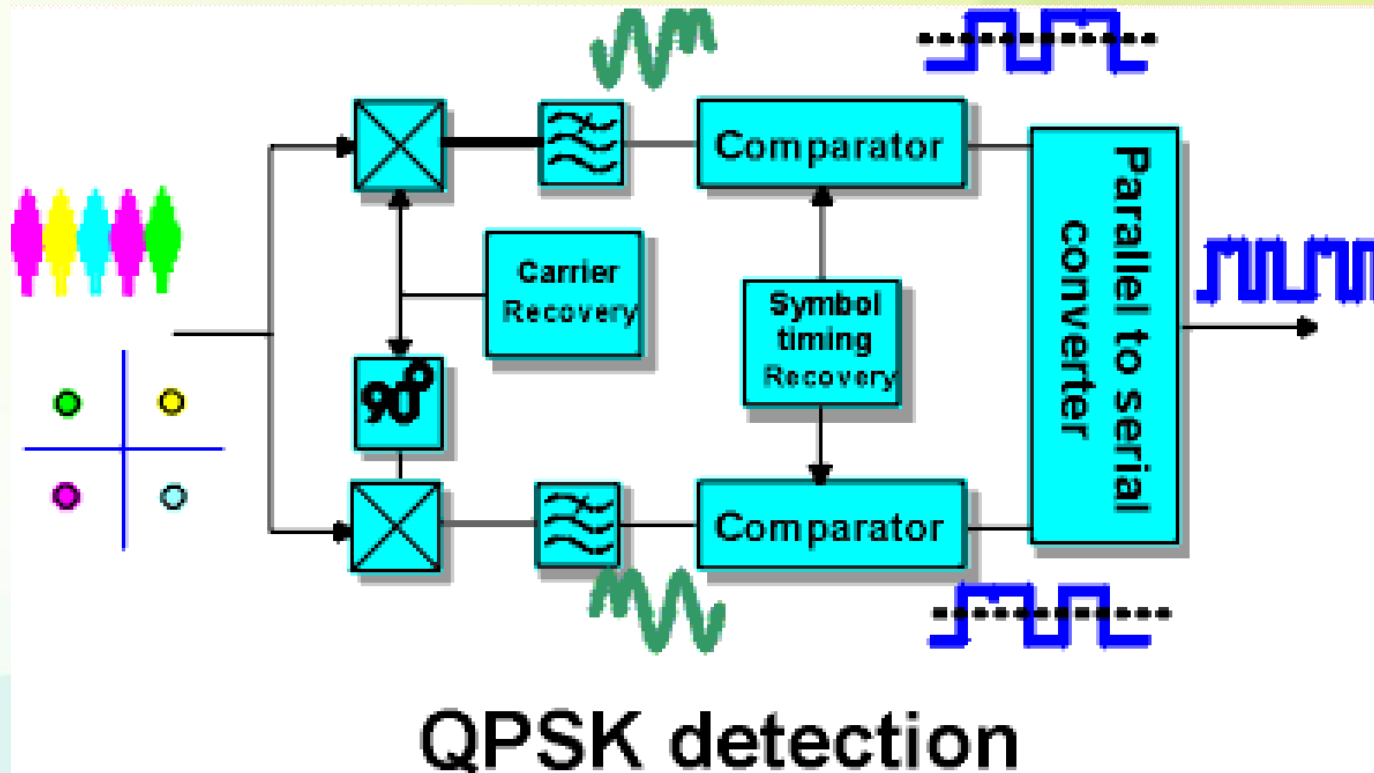 Comparator
Carrier
Recovery
Symbol
timing
Recovery
90°
Comparator
Parallel to serial
converter
QPSK detection